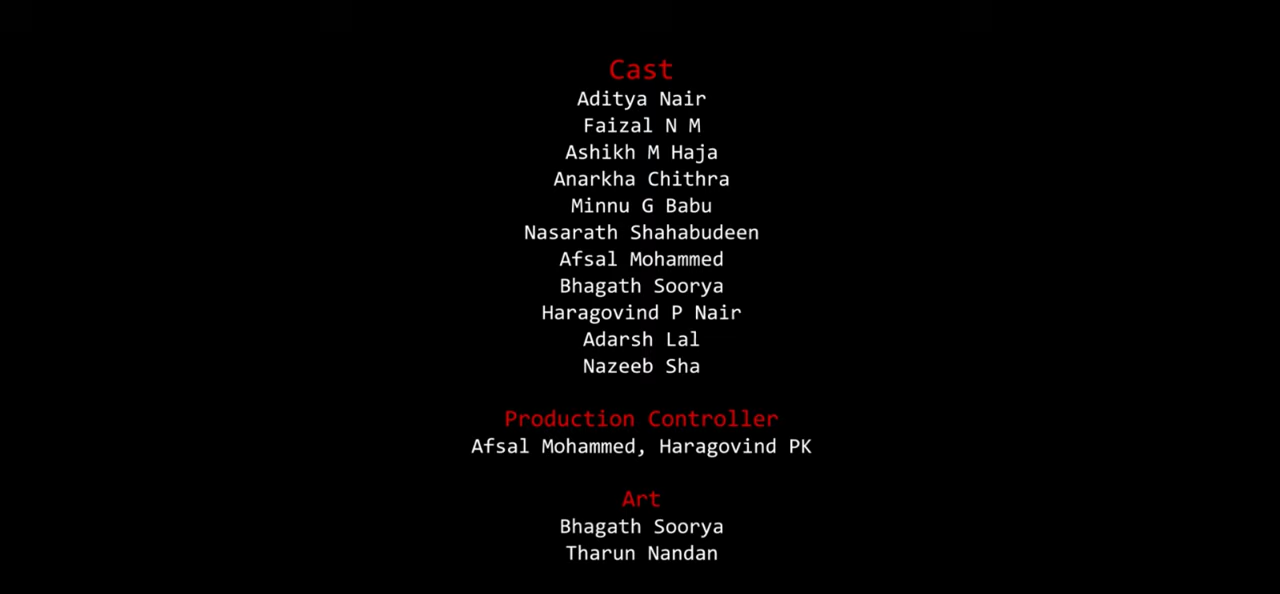 Cast
Aditya Nair
Faizal N M
Ashikh M Haja
Anarkha Chithra
Minnu G Babu
Nasarath Shahabudeen
Afsal Mohammed
Bhagath Soorya
Haragovind P Nair
Adarsh Lal
Nazeeb Sha
Production Controller
Afsal Mohammed, Haragovind PK
Art
Bhagath Soorya
Tharun Nandan